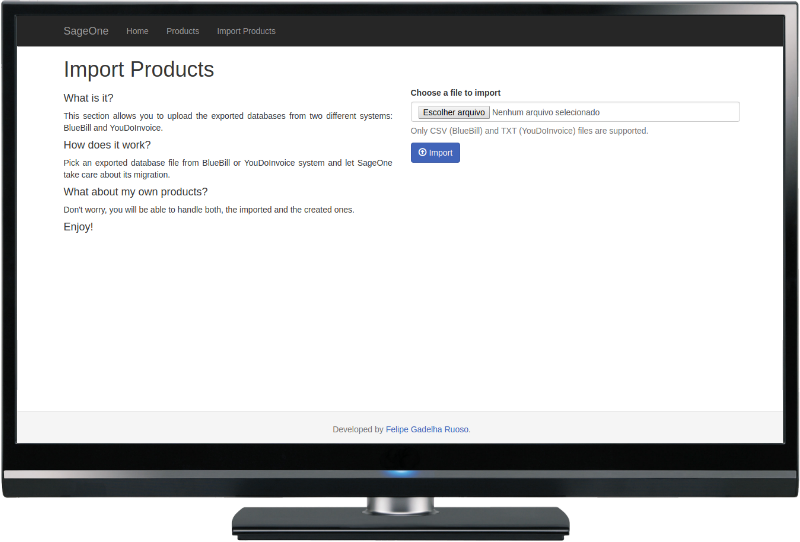 SageOne Home Products Import Products
Import Products
What is it?
This section allows you to upload the exported databases from two different systems:
BlueBill and YouDoInvoice.
How does it work?
Pick an exported database file from BlueBill or YouDoInvoice system and let SageOne
take care about its migration.
What about my own products?
Don't worry, you will be able to handle both, the imported and the created ones.
Enjoy!
Choose a file to import
Escolher arquivo Nenhum arquivo selecionado
Only CSV (BlueBill) and TXT (YouDoInvoice) files are supported.
Import
Developed by Felipe Gadelha Ruoso.